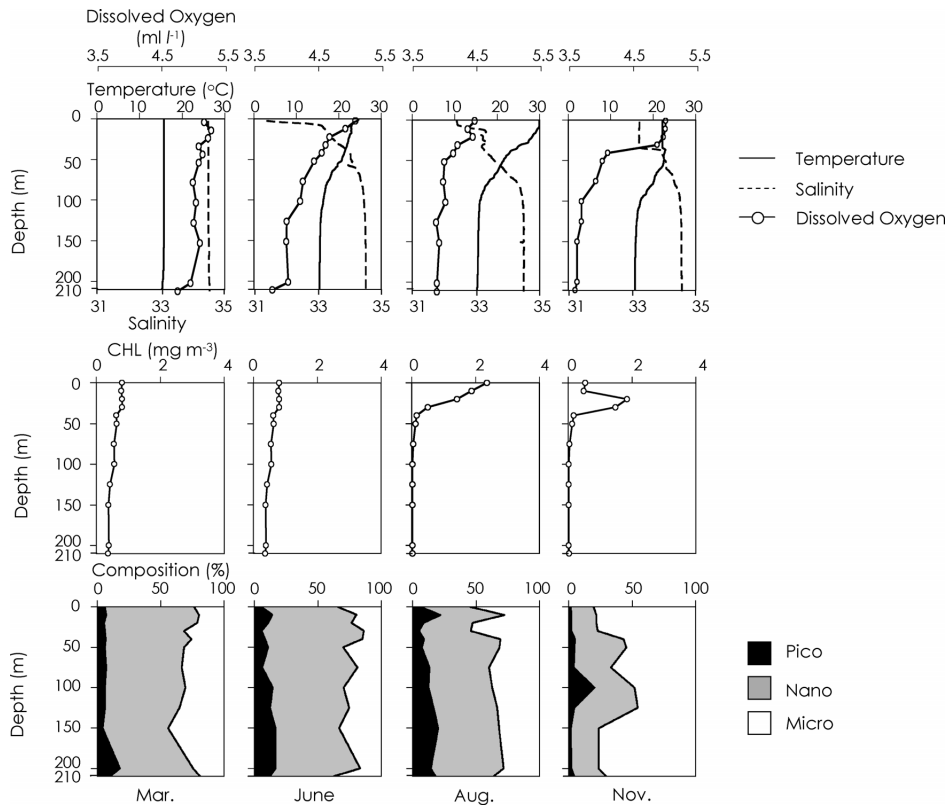 Dissolved Oxygen
(ml l-1)
3.5 4.5 5.5 3.5 4.5 5.5 3.5 4.5 5.5 3.5 4.5 5.5
Temperature (oC)
0 10 20 30 0 10 20 30 0 10 20 30 0 10 20 30
0
50
100
150
200
210
Depth (m)
31 33 35 31 33 35 31 33 35 31 33 35
Salinity
Temperature
Salinity
Dissolved Oxygen
CHL (mg m-3)
0 2 4 0 2 4 0 2 4 0 2 4
0
50
100
150
200
210
Depth (m)
Composition (%)
0 50 100 0 50 100 0 50 100 0 50 100
0
50
100
150
200
210
Depth (m)
Pico
Nano
Micro
Mar. June Aug. Nov.